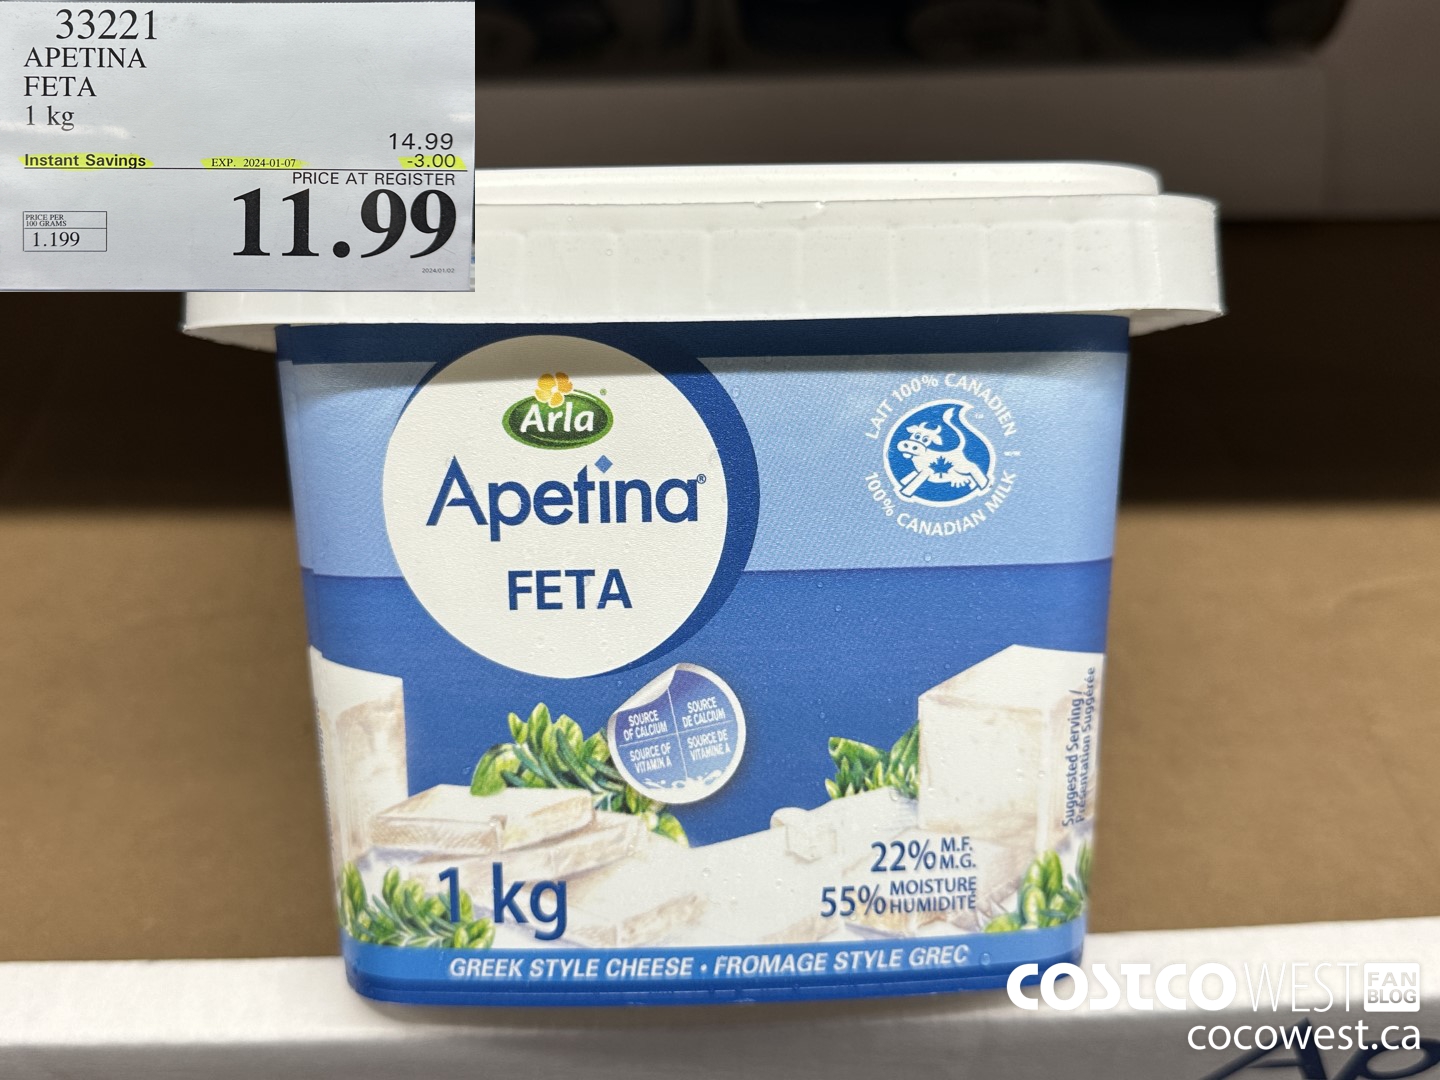 33221
APETINA
FETA
1 kg
14.99
Instant Savings EXP. 2024-01-07 -3.00
PRICE AT REGISTER
11.99
PRICE PER
100 GRAMS
1.199
2024/01/02
Arla®
Apetina®
FETA
LAIT 100% CANADIEN
100% CANADIAN MILK
SOURCE
OF CALCIUM
SOURCE
DE CALCIUM
SOURCE OF
VITAMIN A
SOURCE DE
VITAMINE A
Suggested Serving /
Présentation Suggérée
22% M.F.
M.G.
55% MOISTURE
HUMIDITÉ
1 kg
GREEK STYLE CHEESE • FROMAGE STYLE GREC
COSTCO WEST FAN
BLOG
cocowest.ca
Ap